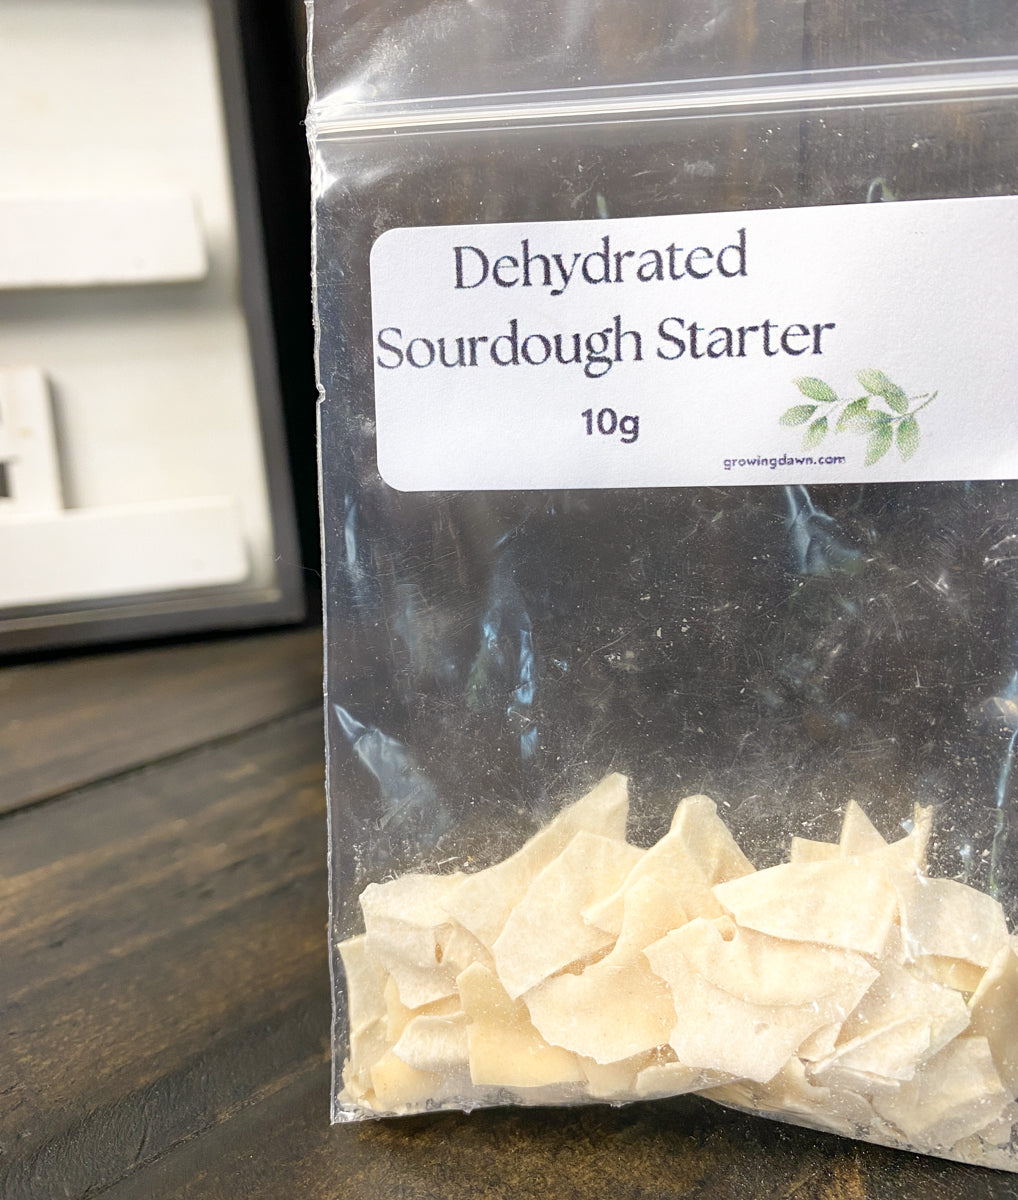 Dehydrated
Sourdough Starter
10g
growingdawn.com